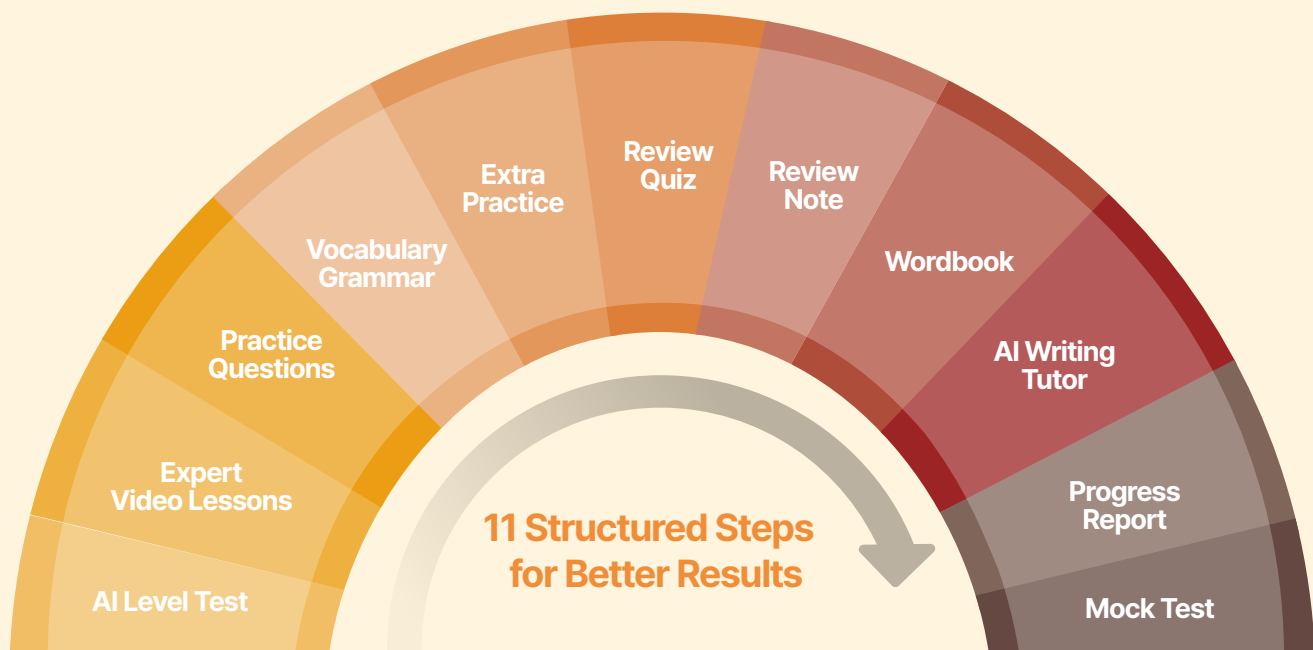 AI Level Test
Expert
Video Lessons
Practice
Questions
Vocabulary
Grammar
Extra
Practice
Review
Quiz
Review
Note
Wordbook
AI Writing
Tutor
Progress
Report
Mock Test
11 Structured Steps
for Better Results